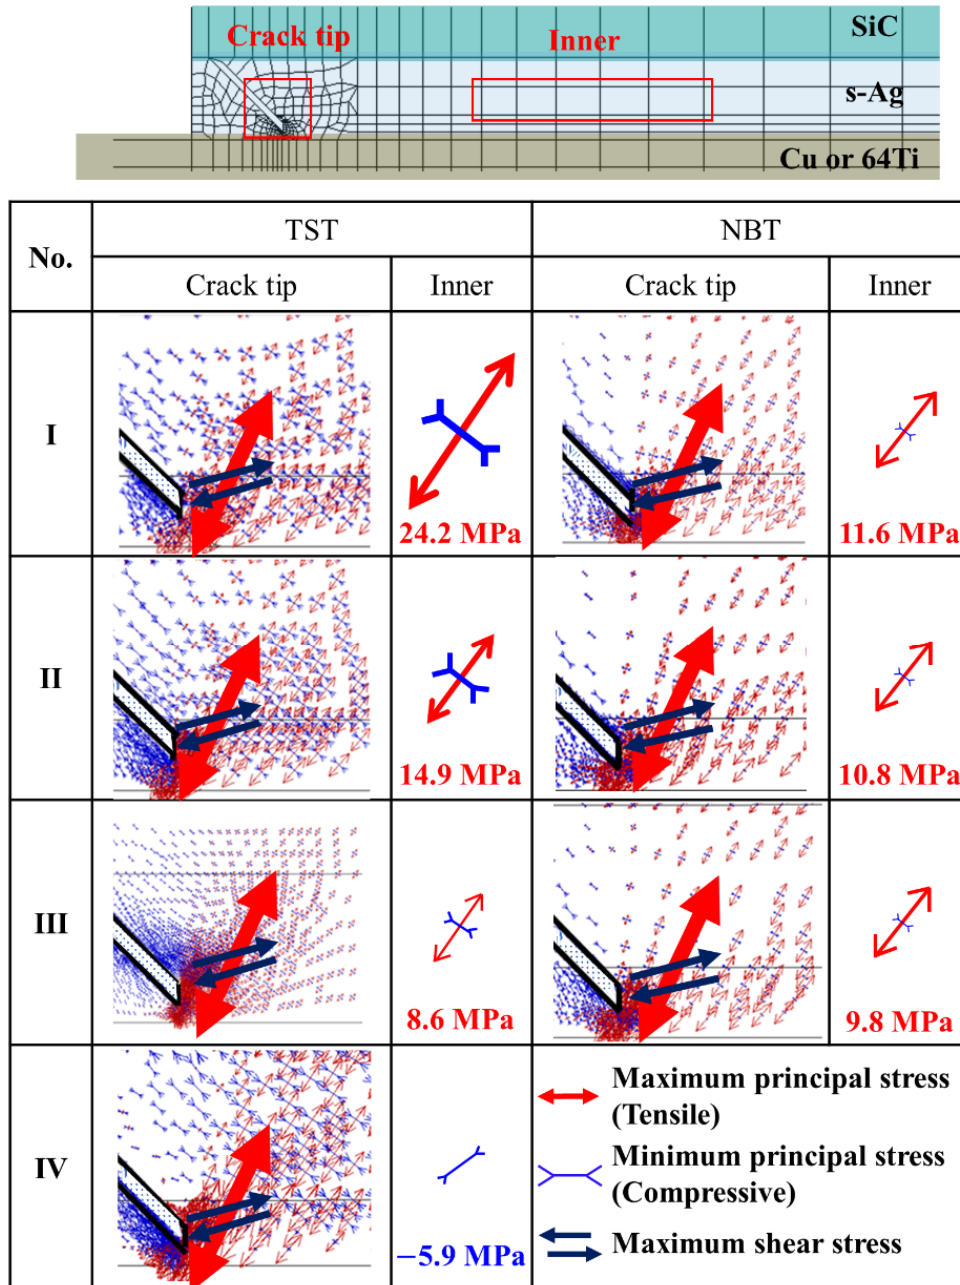 SiC
Crack tip
Inner
s-Ag
Cu or 64Ti
No.
TST
NBT
Crack tip
Inner
Crack tip
Inner
I
24.2 MPa
11.6 MPa
II
14.9 MPa
10.8 MPa
III
8.6 MPa
9.8 MPa
IV
−5.9 MPa
Maximum principal stress
(Tensile)
Minimum principal stress
(Compressive)
Maximum shear stress